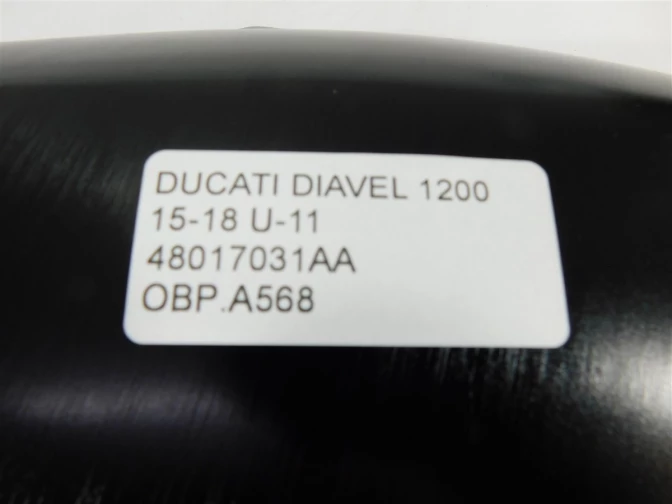 DUCATI DIAVEL 1200
15-18 U-11
48017031AA
OBP.A568